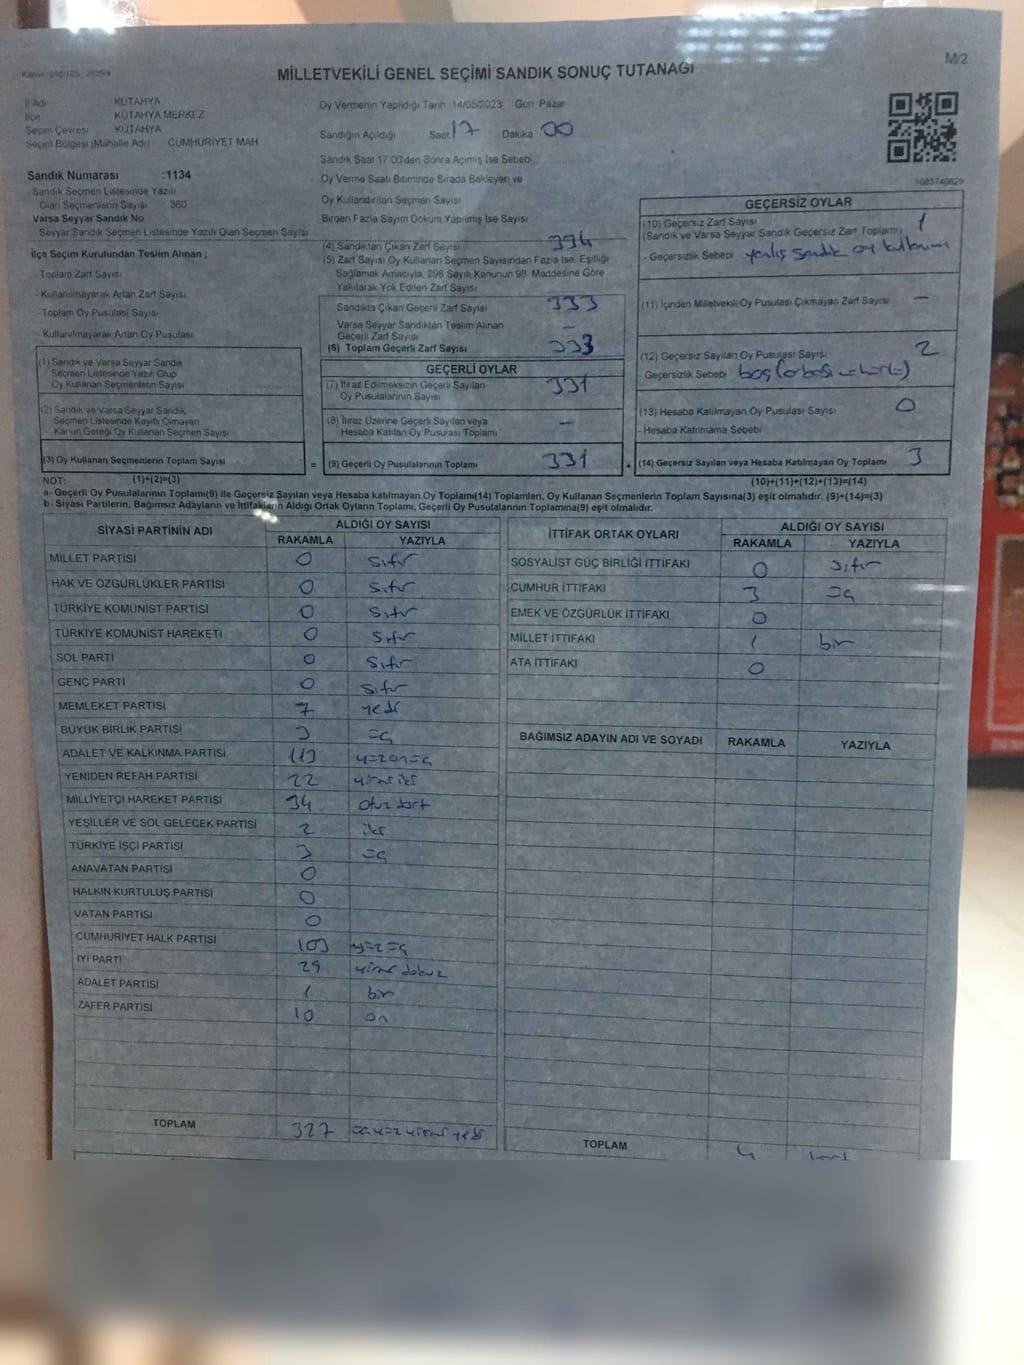 Kanun: 298/105, 2839/4
M/2
MİLLETVEKİLİ GENEL SEÇİMİ SANDIK SONUÇ TUTANAĞI
İl Adı KÜTAHYA
İlçe KÜTAHYA MERKEZ
Seçim Çevresi KÜTAHYA
Seçim Bölgesi (Mahalle Adı) CUMHURİYET MAH
Sandık Numarası :1134
- Sandık Seçmen Listesinde Yazılı
Olan Seçmenlerin Sayısı 360
Varsa Seyyar Sandık No
- Seyyar Sandık Seçmen Listesinde Yazılı Olan Seçmen Sayısı
İlçe Seçim Kurulundan Teslim Alınan ;
- Toplam Zarf Sayısı
- Kullanılmayarak Artan Zarf Sayısı
- Toplam Oy Pusulası Sayısı
- Kullanılmayarak Artan Oy Pusulası
(1) Sandık ve Varsa Seyyar Sandık
Seçmen Listesinde Yazılı Olup
Oy Kullanan Seçmenlerin Sayısı
(2) Sandık ve Varsa Seyyar Sandık
Seçmen Listesinde Kayıtlı Olmayan
Kanun Gereği Oy Kullanan Seçmen Sayısı
(3) Oy Kullanan Seçmenlerin Toplam Sayısı
Oy Vermenin Yapıldığı Tarih 14/05/2023 Gün Pazar
Sandığın Açıldığı Saat 17 Dakika 00
Sandık Saat 17.00'den Sonra Açılmış İse Sebebi
Oy Verme Saati Bitiminde Sırada Bekleyen ve
Oy Kullandırılan Seçmen Sayısı
Birden Fazla Sayım Döküm Yapılmış İse Sayısı
(4) Sandıktan Çıkan Zarf Sayısı 334
(5) Zarf Sayısı Oy Kullanan Seçmen Sayısından Fazla İse, Eşitliği
Sağlamak Amacıyla, 298 Sayılı Kanunun 98. Maddesine Göre
Yakılarak Yok Edilen Zarf Sayısı
Sandıkta Çıkan Geçerli Zarf Sayısı 333
Varsa Seyyar Sandıktan Teslim Alınan
Geçerli Zarf Sayısı –
(6) Toplam Geçerli Zarf Sayısı 333
GEÇERLİ OYLAR
(7) İtiraz Edilmeksizin Geçerli Sayılan
Oy Pusulalarının Sayısı 331
(8) İtiraz Üzerine Geçerli Sayılan veya
Hesaba Katılan Oy Pusulası Toplamı –
= (9) Geçerli Oy Pusulalarının Toplamı 331
1683740629
GEÇERSİZ OYLAR
(10) Geçersiz Zarf Sayısı 1
(Sandık ve Varsa Seyyar Sandık Geçersiz Zarf Toplamı)
- Geçersizlik Sebebi yanlış sandık oy kullanımı
(11) İçinden Milletvekili Oy Pusulası Çıkmayan Zarf Sayısı –
(12) Geçersiz Sayılan Oy Pusulası Sayısı 2
Geçersizlik Sebebi boş
(13) Hesaba Katılmayan Oy Pusulası Sayısı 0
- Hesaba Katılmama Sebebi
+ (14) Geçersiz Sayılan veya Hesaba Katılmayan Oy Toplamı 3
NOT: (1)+(2)=(3) (10)+(11)+(12)+(13)=(14)
a- Geçerli Oy Pusulalarının Toplamı(9) ile Geçersiz Sayılan veya Hesaba katılmayan Oy Toplamı(14) Toplamları, Oy Kullanan Seçmenlerin Toplam Sayısına(3) eşit olmalıdır. (9)+(14)=(3)
b- Siyasi Partilerin, Bağımsız Adayların ve İttifakların Aldığı Ortak Oyların Toplamı, Geçerli Oy Pusulalarının Toplamına(9) eşit olmalıdır.
SİYASİ PARTİNİN ADI ALDIĞI OY SAYISI
RAKAMLA YAZIYLA
MİLLET PARTİSİ 0 sıfır
HAK VE ÖZGÜRLÜKLER PARTİSİ 0 sıfır
TÜRKİYE KOMÜNİST PARTİSİ 0 sıfır
TÜRKİYE KOMÜNİST HAREKETİ 0 sıfır
SOL PARTİ 0 sıfır
GENÇ PARTİ 0 sıfır
MEMLEKET PARTİSİ 7 yedi
BÜYÜK BİRLİK PARTİSİ 3 üç
ADALET VE KALKINMA PARTİSİ 113 yüzonüç
YENİDEN REFAH PARTİSİ 22 yirmi iki
MİLLİYETÇİ HAREKET PARTİSİ 34 otuz dört
YEŞİLLER VE SOL GELECEK PARTİSİ 2 iki
TÜRKİYE İŞÇİ PARTİSİ 3 üç
ANAVATAN PARTİSİ 0
HALKIN KURTULUŞ PARTİSİ 0
VATAN PARTİSİ 0
CUMHURİYET HALK PARTİSİ 103 yüz üç
İYİ PARTİ 29 yirmi dokuz
ADALET PARTİSİ 1 bir
ZAFER PARTİSİ 10 on
TOPLAM 327 üç yüz yirmi yedi
İTTİFAK ORTAK OYLARI ALDIĞI OY SAYISI
RAKAMLA YAZIYLA
SOSYALİST GÜÇ BİRLİĞİ İTTİFAKI 0 sıfır
CUMHUR İTTİFAKI 3 üç
EMEK VE ÖZGÜRLÜK İTTİFAKI 0
MİLLET İTTİFAKI 1 bir
ATA İTTİFAKI 0
BAĞIMSIZ ADAYIN ADI VE SOYADI RAKAMLA YAZIYLA
TOPLAM 4 dört